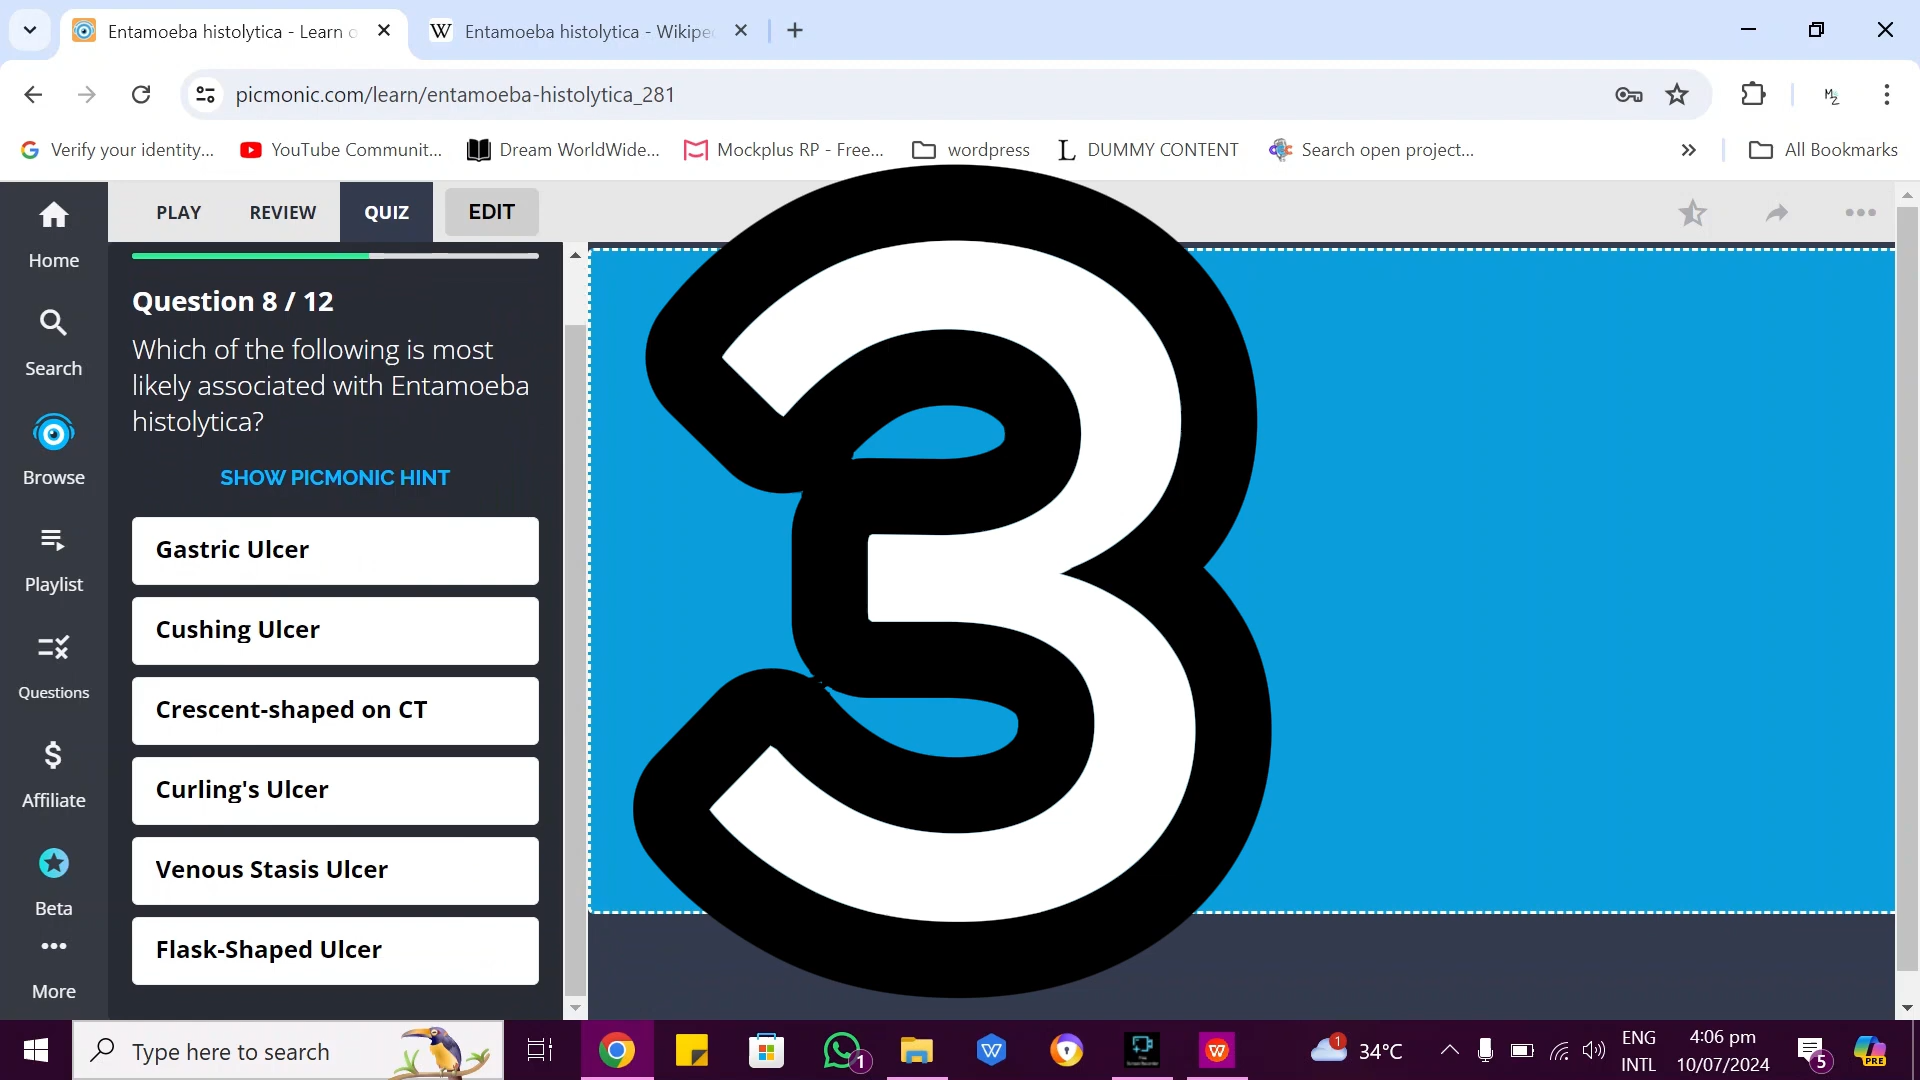 Entamoeba histolytica - Learn o
Entamoeba histolytica - Wikipe
picmonic.com/learn/entamoeba-histolytica_281
Verify your identity...
YouTube Communit...
Dream WorldWide...
Mockplus RP - Free...
wordpress
DUMMY CONTENT
Search open project...
All Bookmarks
PLAY
REVIEW
QUIZ
EDIT
Home
Search
Browse
Playlist
Questions
Affiliate
Beta
More
Question 8 / 12
Which of the following is most
likely associated with Entamoeba
histolytica?
SHOW PICMONIC HINT
Gastric Ulcer
Cushing Ulcer
Crescent-shaped on CT
Curling's Ulcer
Venous Stasis Ulcer
Flask-Shaped Ulcer
3
Type here to search
1
1
34°C
ENG
INTL
4:06 pm
10/07/2024
5
PRE